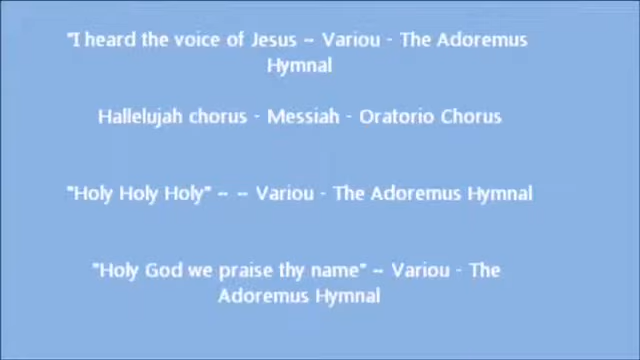 "I heard the voice of Jesus ~ Variou - The Adoremus
Hymnal
Hallelujah chorus - Messiah - Oratorio Chorus
"Holy Holy Holy" ~ ~ Variou - The Adoremus Hymnal
"Holy God we praise thy name" ~ Variou - The
Adoremus Hymnal